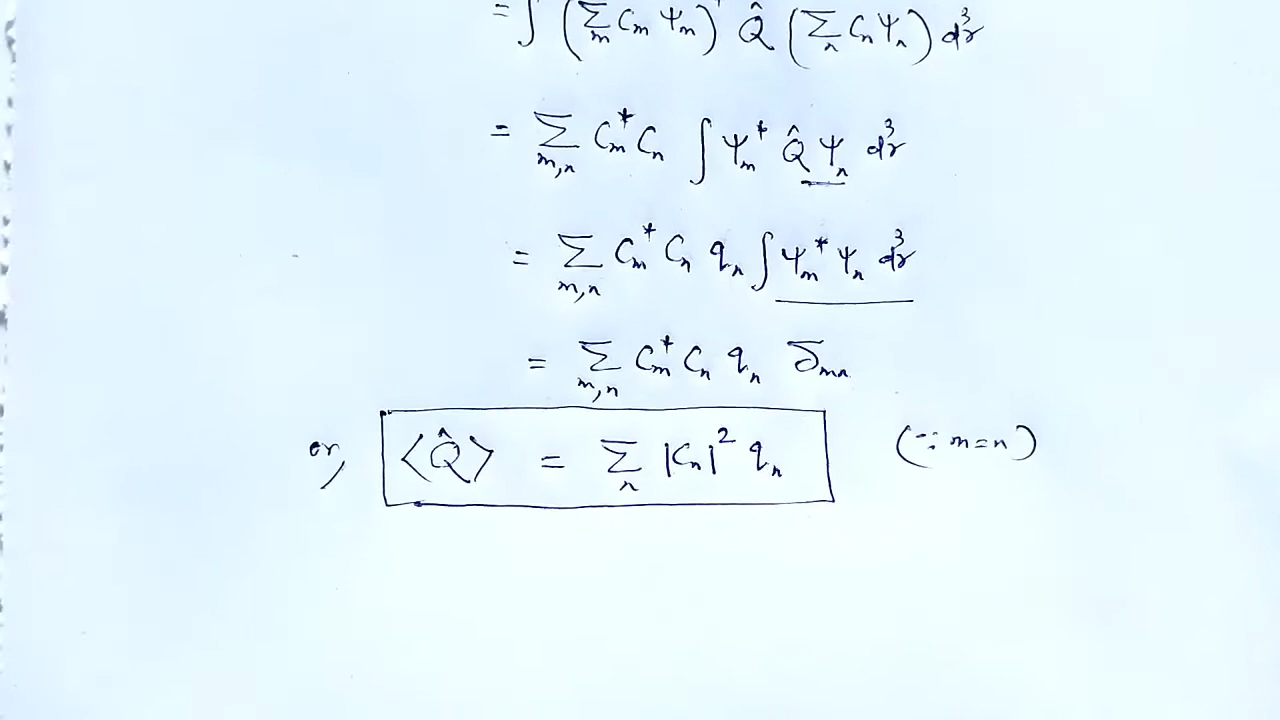 = ∫ (∑ₘ Cₘ Ψₘ)* Q̂ (∑ₙ Cₙ Ψₙ) d³r
= ∑ₘ,ₙ Cₘ* Cₙ ∫ Ψₘ* Q̂ Ψₙ d³r
= ∑ₘ,ₙ Cₘ* Cₙ qₙ ∫ Ψₘ* Ψₙ d³r
= ∑ₘ,ₙ Cₘ* Cₙ qₙ δₘₙ
or, ⟨Q̂⟩ = ∑ₙ |Cₙ|² qₙ (∵ m=n)